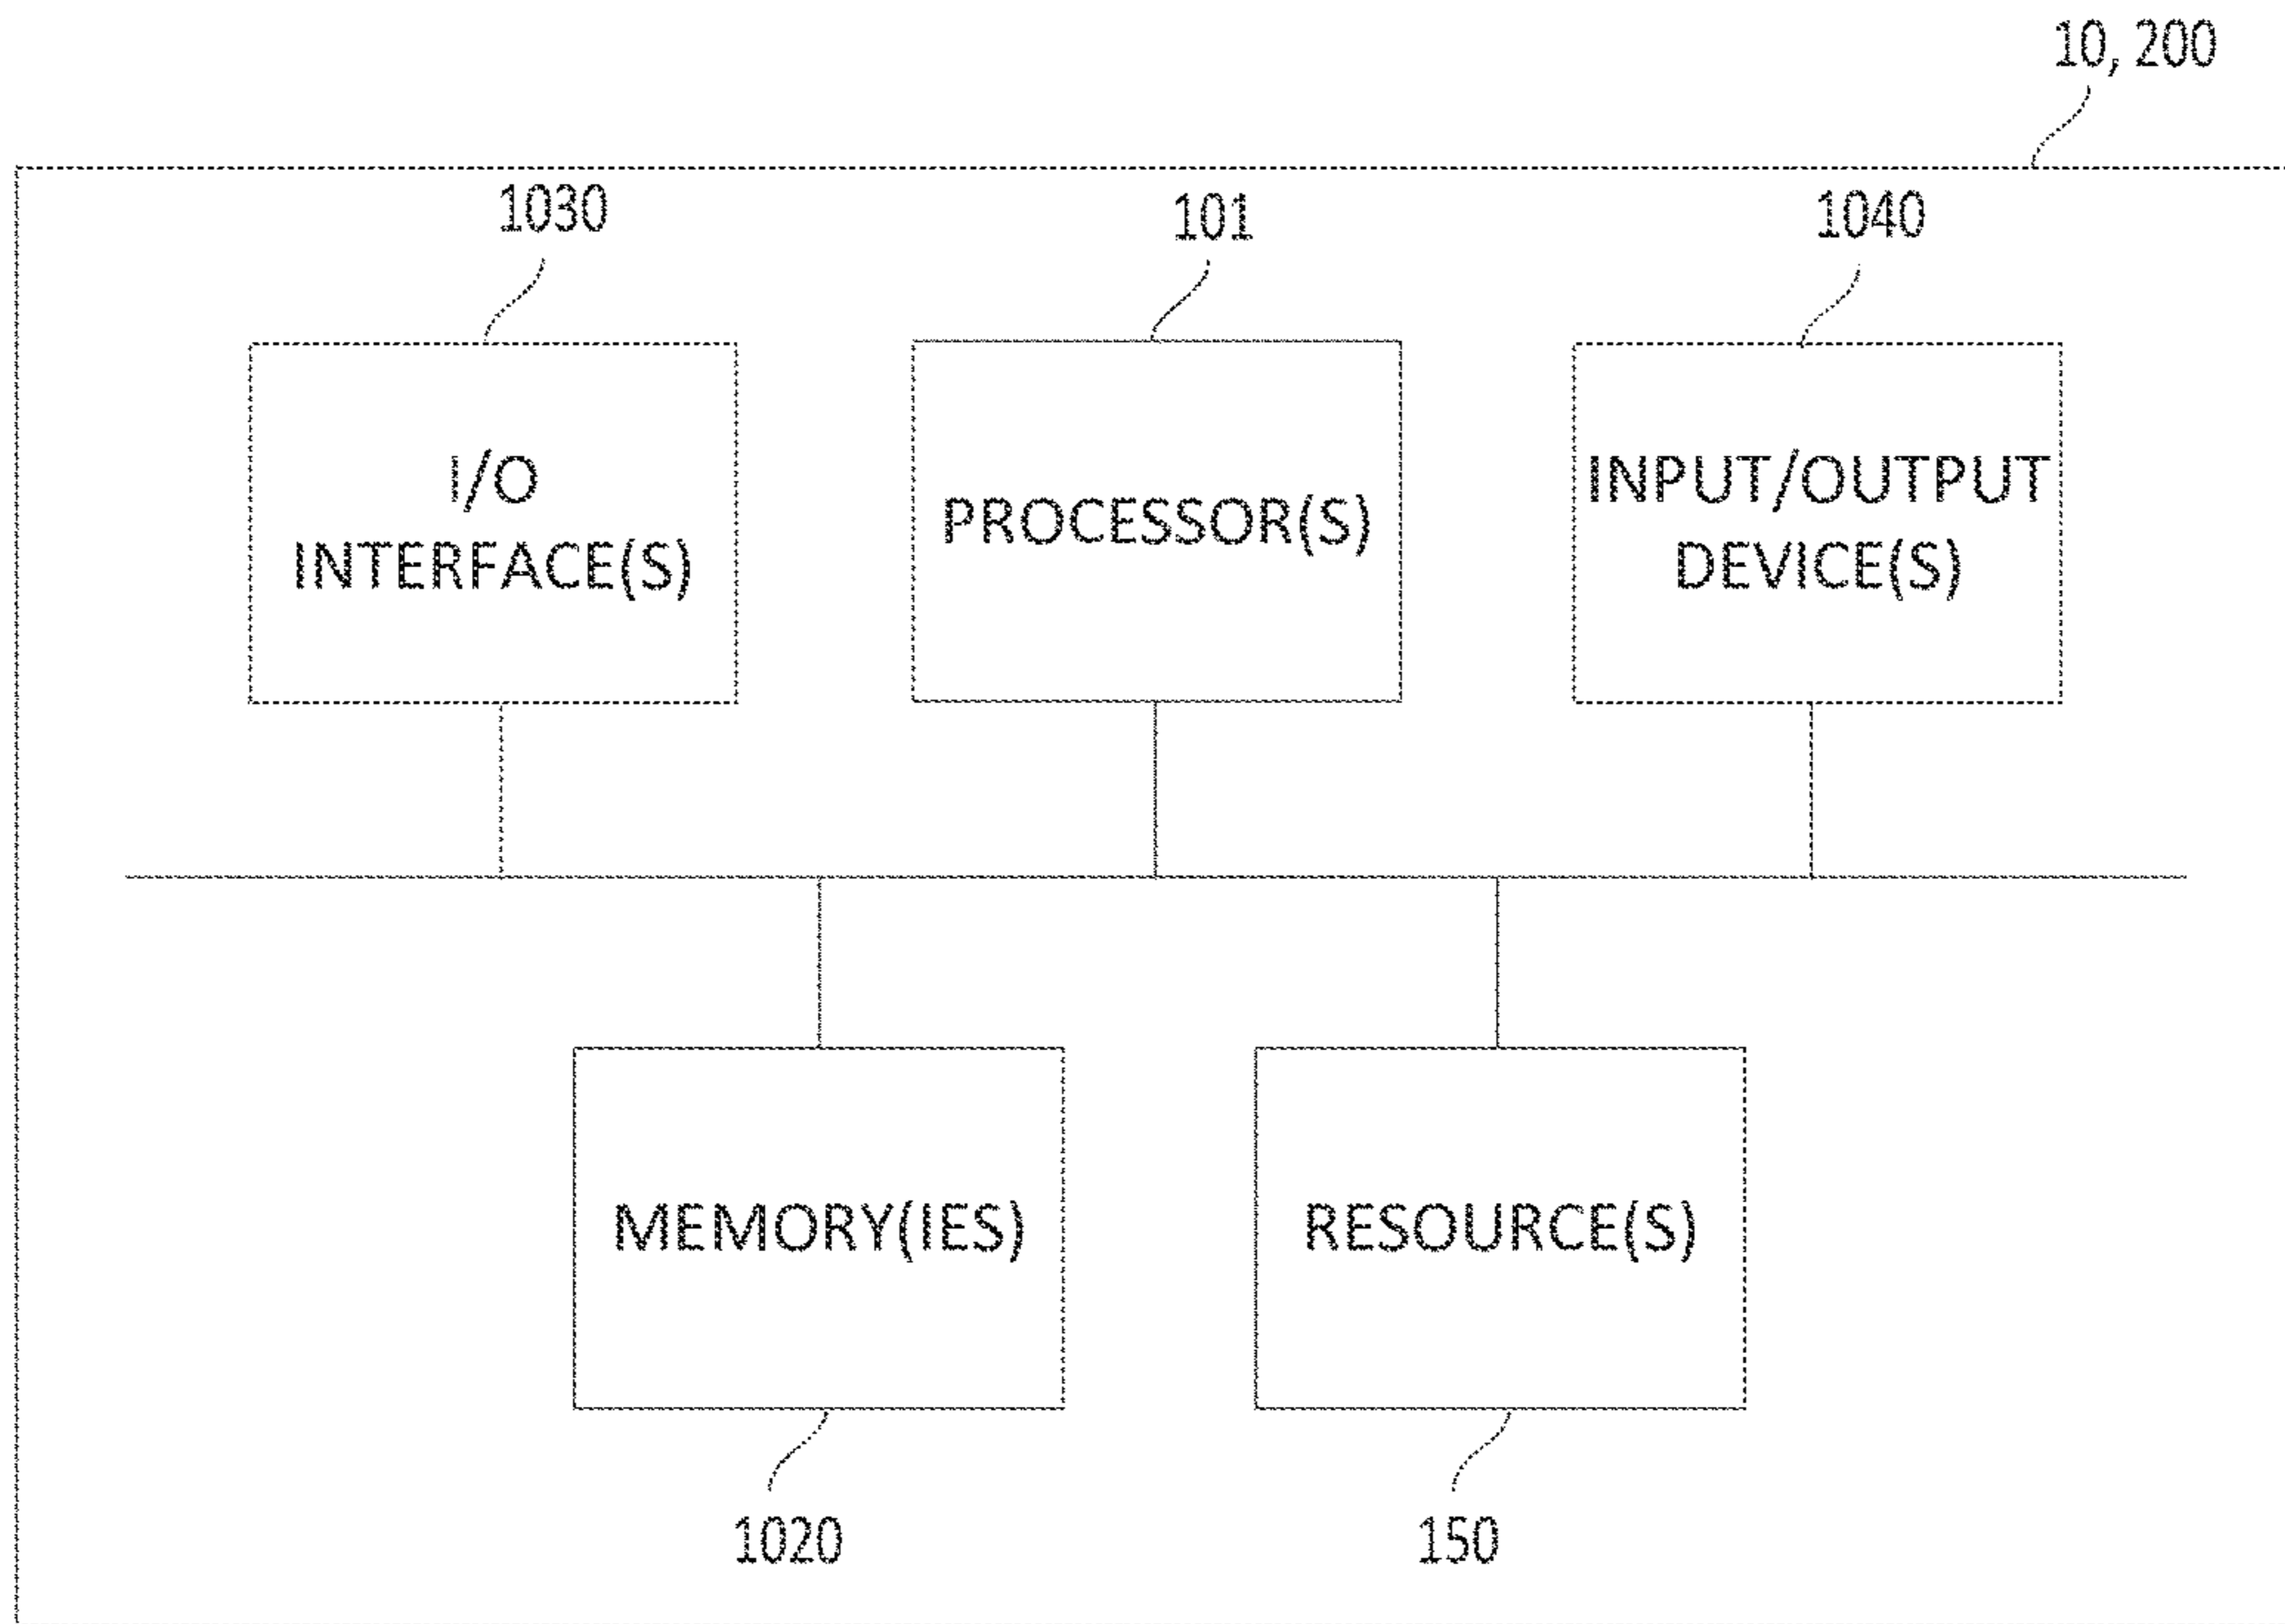 10, 200
1030
101
1040
I/O
INTERFACE(S)
PROCESSOR(S)
INPUT/OUTPUT
DEVICE(S)
MEMORY(IES)
RESOURCE(S)
1020
150